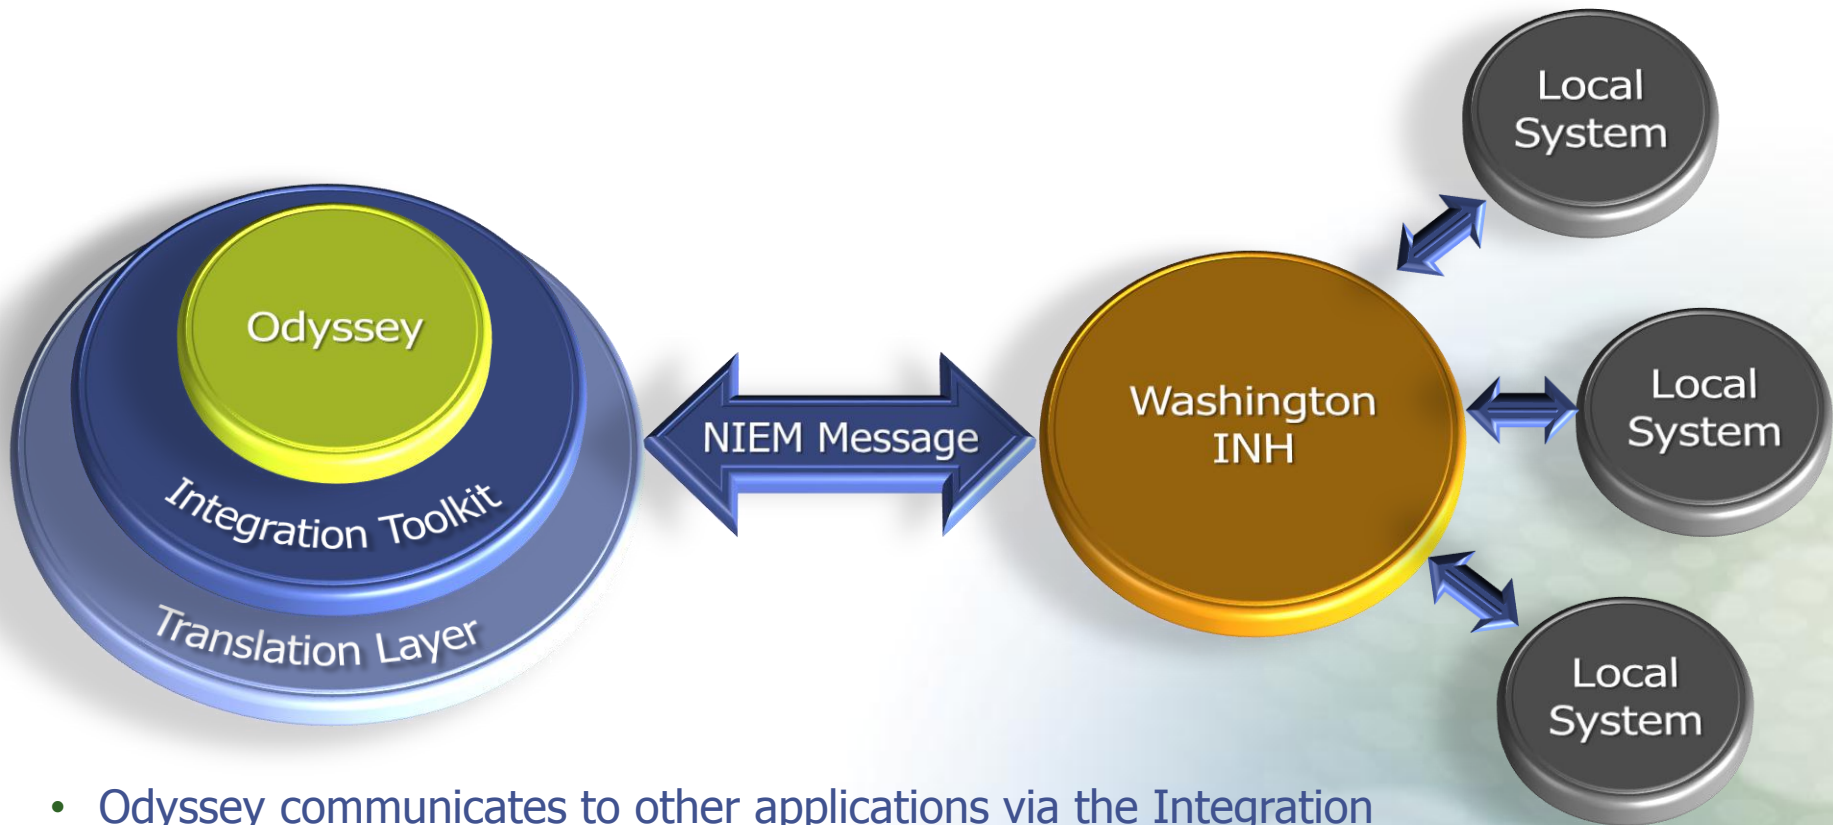 Odyssey
Integration Toolkit
Translation Layer
NIEM Message
Washington
INH
Local
System
Local
System
Local
System
• Odyssey communicates to other applications via the Integration